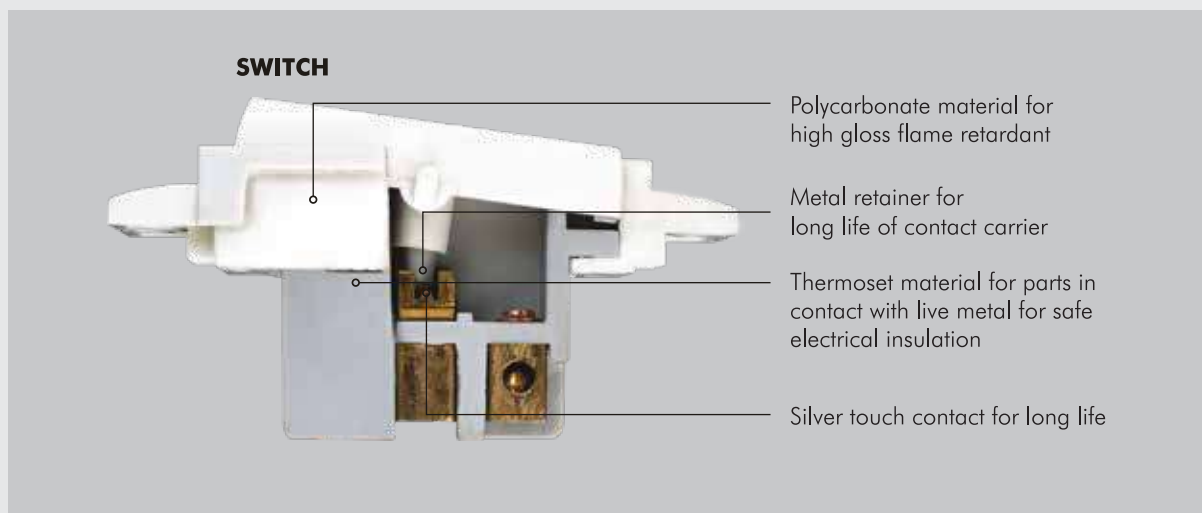 SWITCH
Polycarbonate material for
high gloss flame retardant
Metal retainer for
long life of contact carrier
Thermoset material for parts in
contact with live metal for safe
electrical insulation
Silver touch contact for long life